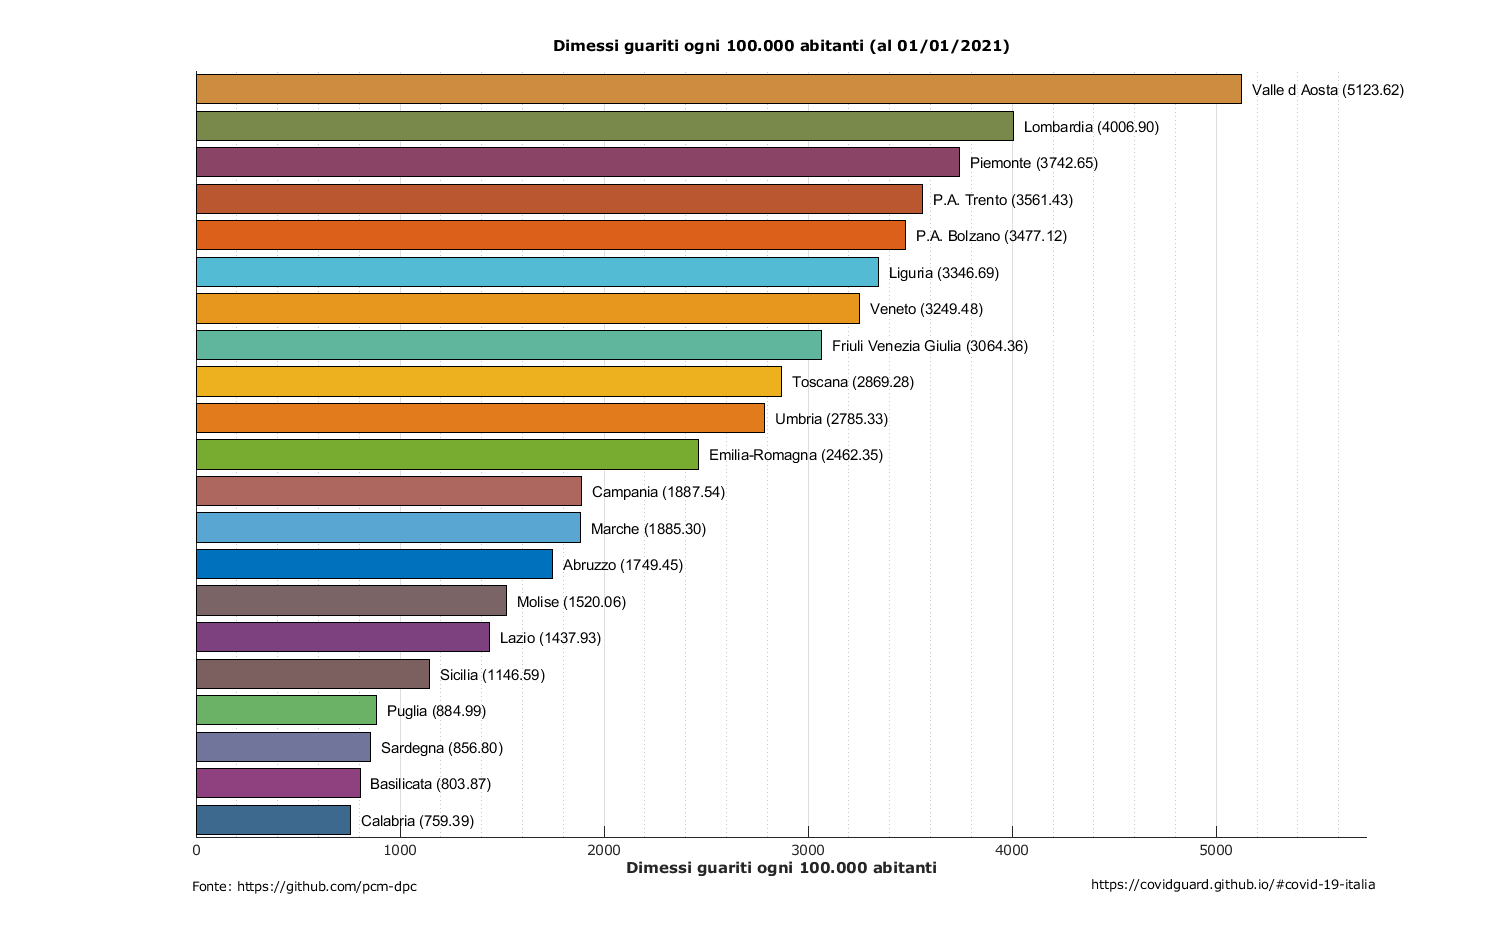 Dimessi guariti ogni 100.000 abitanti (al 01/01/2021)
Valle d Aosta (5123.62)
Lombardia (4006.90)
Piemonte (3742.65)
P.A. Trento (3561.43)
P.A. Bolzano (3477.12)
Liguria (3346.69)
Veneto (3249.48)
Friuli Venezia Giulia (3064.36)
Toscana (2869.28)
Umbria (2785.33)
Emilia-Romagna (2462.35)
Campania (1887.54)
Marche (1885.30)
Abruzzo (1749.45)
Molise (1520.06)
Lazio (1437.93)
Sicilia (1146.59)
Puglia (884.99)
Sardegna (856.80)
Basilicata (803.87)
Calabria (759.39)
0 1000 2000 3000 4000 5000
Dimessi guariti ogni 100.000 abitanti
Fonte: https://github.com/pcm-dpc
https://covidguard.github.io/#covid-19-italia